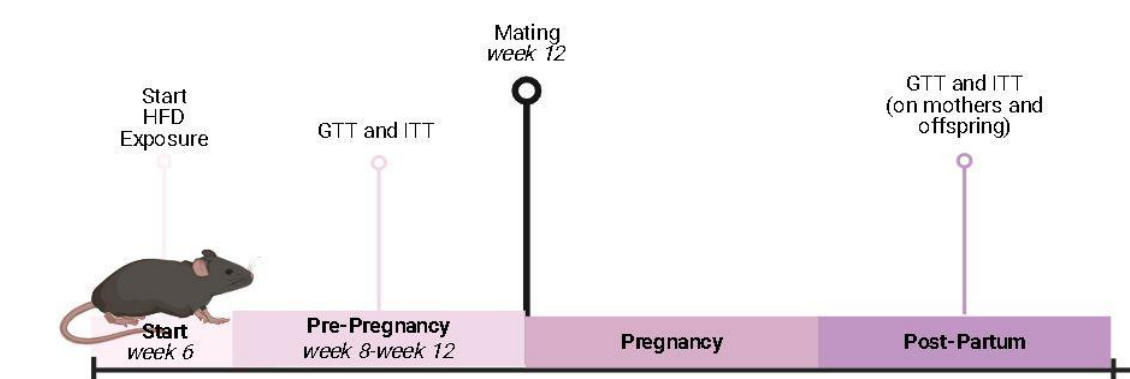 Mating
week 12
Start
HFD
Exposure
GTT and ITT
GTT and ITT
(on mothers and
offspring)
Start
week 6
Pre-Pregnancy
week 8-week 12
Pregnancy
Post-Partum